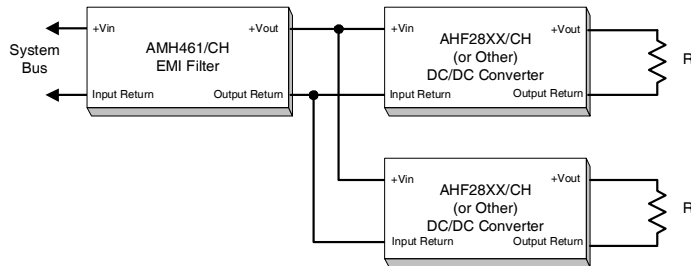 System
Bus
+Vin
+Vout
AMH461/CH
EMI Filter
Input Return
Output Return
+Vin
+Vout
AHF28XX/CH
(or Other)
DC/DC Converter
Input Return
Output Return
R
+Vin
+Vout
AHF28XX/CH
(or Other)
DC/DC Converter
Input Return
Output Return
R